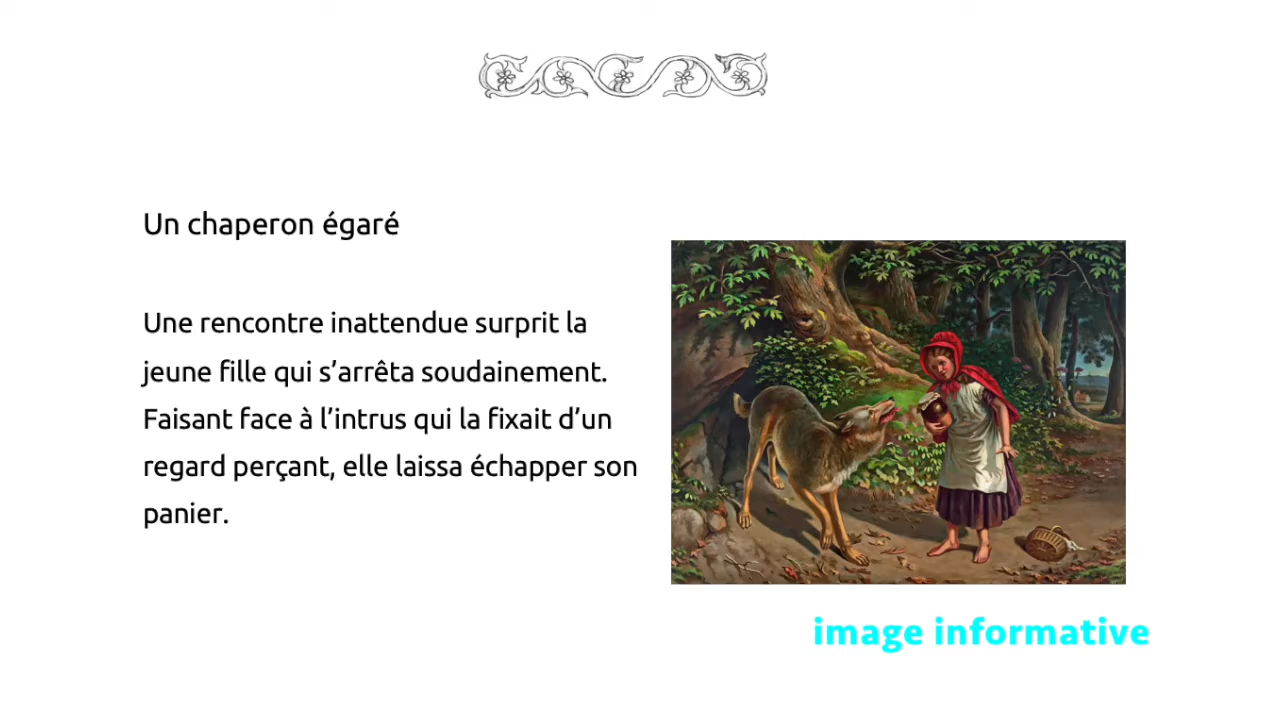 Un chaperon égaré
Une rencontre inattendue surprit la
jeune fille qui s’arrêta soudainement.
Faisant face à l’intrus qui la fixait d’un
regard perçant, elle laissa échapper son
panier.
image informative